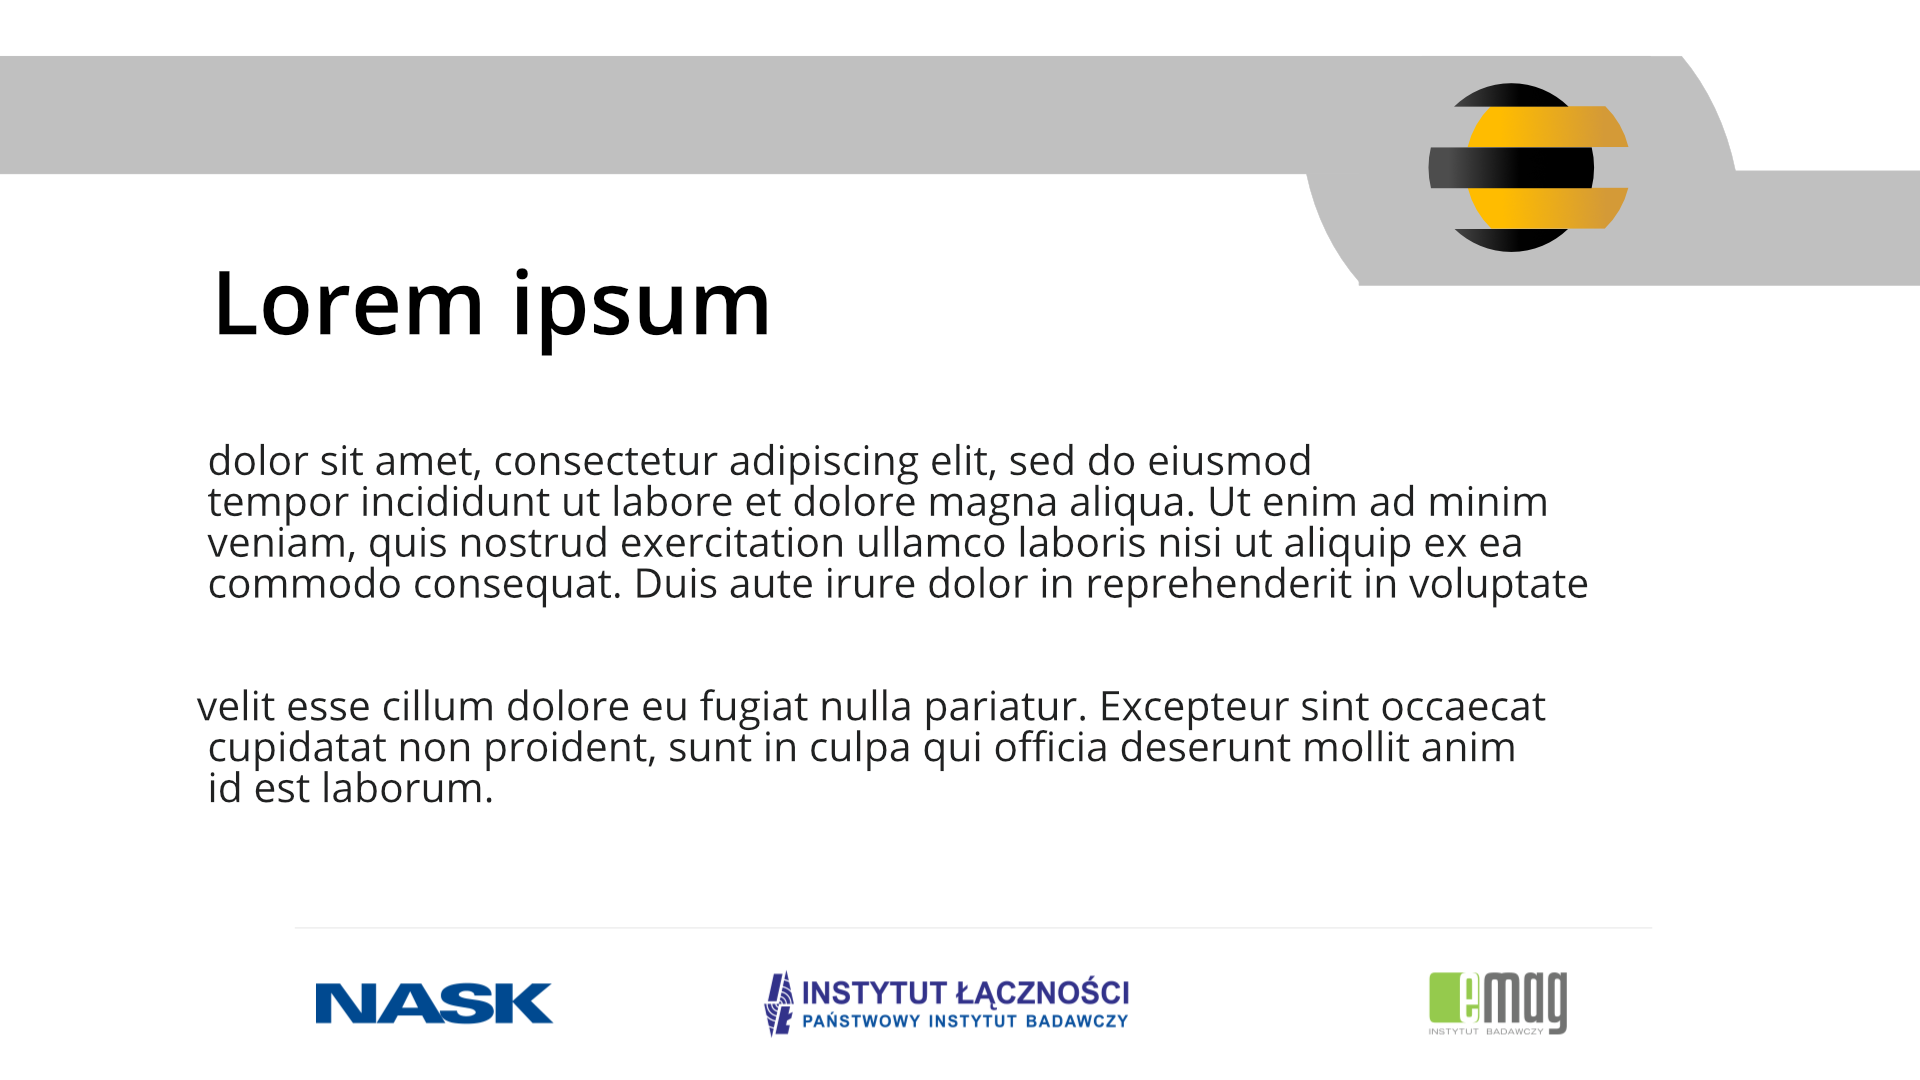 Lorem ipsum
dolor sit amet, consectetur adipiscing elit, sed do eiusmod
tempor incididunt ut labore et dolore magna aliqua. Ut enim ad minim
veniam, quis nostrud exercitation ullamco laboris nisi ut aliquip ex ea
commodo consequat. Duis aute irure dolor in reprehenderit in voluptate
velit esse cillum dolore eu fugiat nulla pariatur. Excepteur sint occaecat
cupidatat non proident, sunt in culpa qui officia deserunt mollit anim
id est laborum.
NASK
INSTYTUT ŁĄCZNOŚCI
PAŃSTWOWY INSTYTUT BADAWCZY
emag
INSTYTUT BADAWCZY